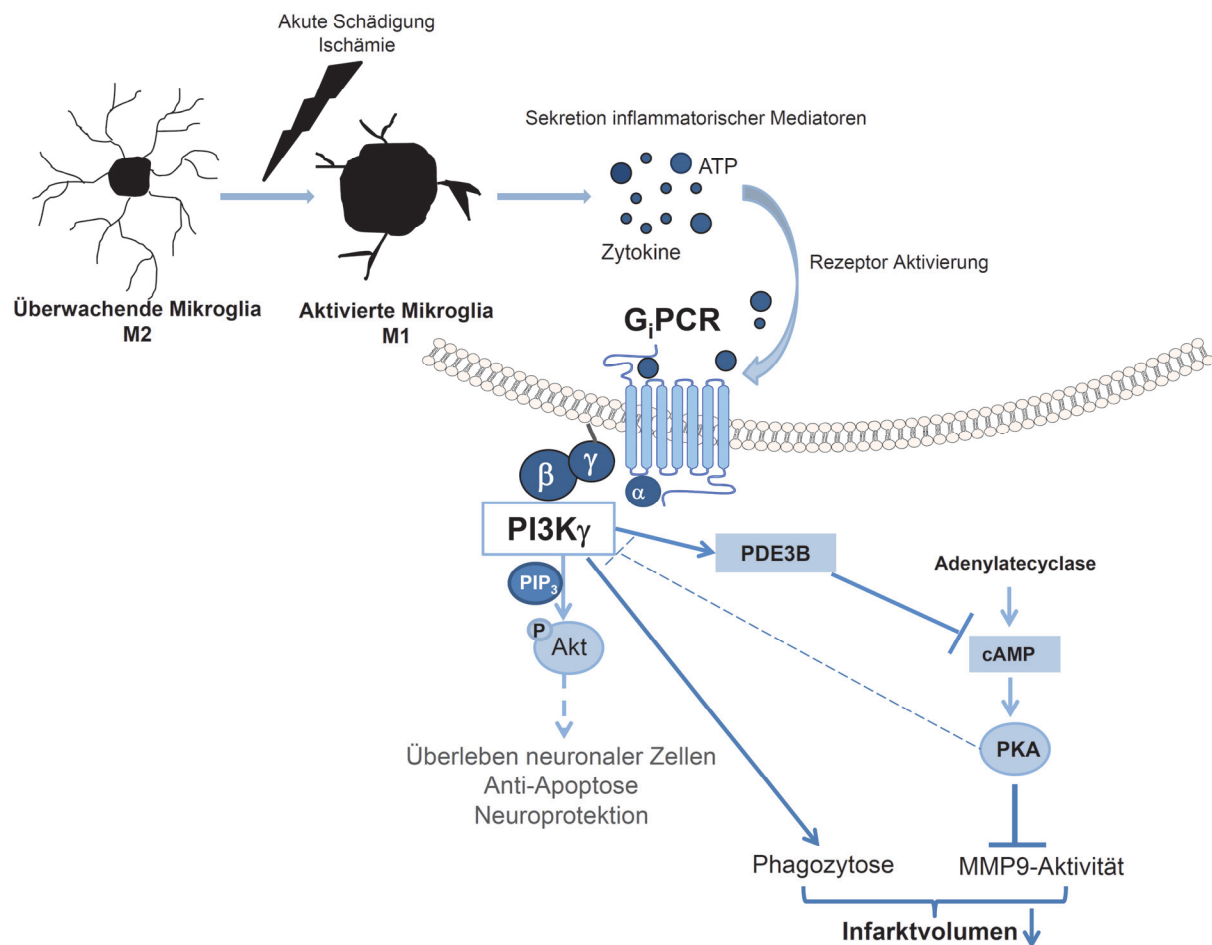 Akute Schädigung
Ischämie
Sekretion inflammatorischer Mediatoren
ATP
Zytokine
Rezeptor Aktivierung
Überwachende Mikroglia
M2
Aktivierte Mikroglia
M1
GᵢPCR
β
γ
α
PI3Kγ
PIP₃
P
Akt
PDE3B
Adenylatecyclase
cAMP
PKA
Überleben neuronaler Zellen
Anti-Apoptose
Neuroprotektion
Phagozytose
MMP9-Aktivität
Infarktvolumen